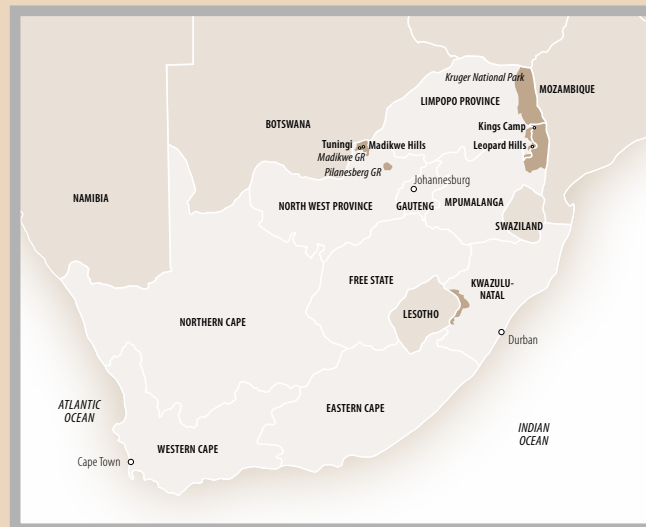 Kruger National Park
MOZAMBIQUE
LIMPOPO PROVINCE
BOTSWANA
Kings Camp
Tuningi
Madikwe Hills
Leopard Hills
Madikwe GR
Pilanesberg GR
Johannesburg
NAMIBIA
NORTH WEST PROVINCE
GAUTENG
MPUMALANGA
SWAZILAND
FREE STATE
KWAZULU-
NATAL
LESOTHO
NORTHERN CAPE
Durban
ATLANTIC
OCEAN
EASTERN CAPE
INDIAN
OCEAN
WESTERN CAPE
Cape Town